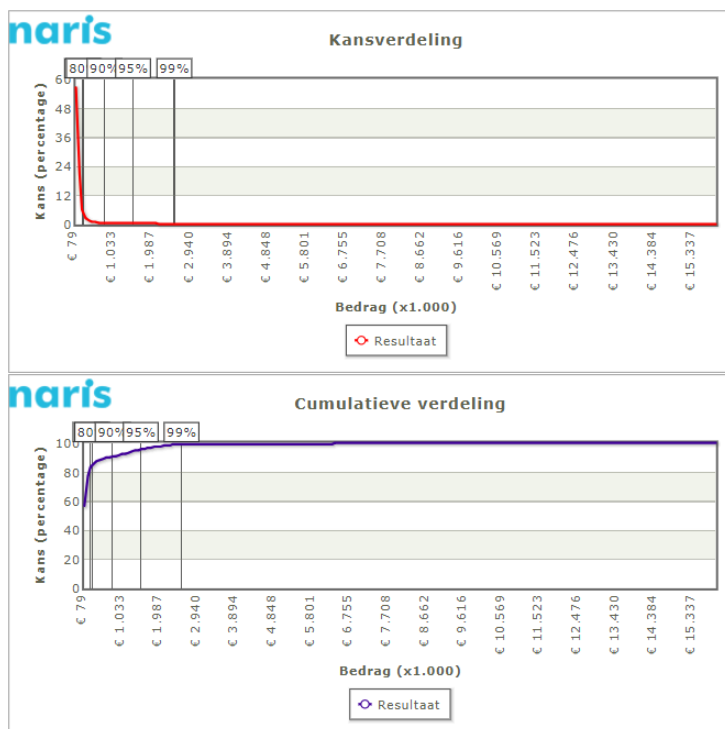 naris
Kansverdeling
80 90% 95% 99%
60
48
36
24
12
0
Kans (percentage)
€ 79 € 1.033 € 1.987 € 2.940 € 3.894 € 4.848 € 5.801 € 6.755 € 7.708 € 8.662 € 9.616 € 10.569 € 11.523 € 12.476 € 13.430 € 14.384 € 15.337
Bedrag (x1.000)
Resultaat
naris
Cumulatieve verdeling
80 90% 95% 99%
100
80
60
40
20
0
Kans (percentage)
€ 79 € 1.033 € 1.987 € 2.940 € 3.894 € 4.848 € 5.801 € 6.755 € 7.708 € 8.662 € 9.616 € 10.569 € 11.523 € 12.476 € 13.430 € 14.384 € 15.337
Bedrag (x1.000)
Resultaat